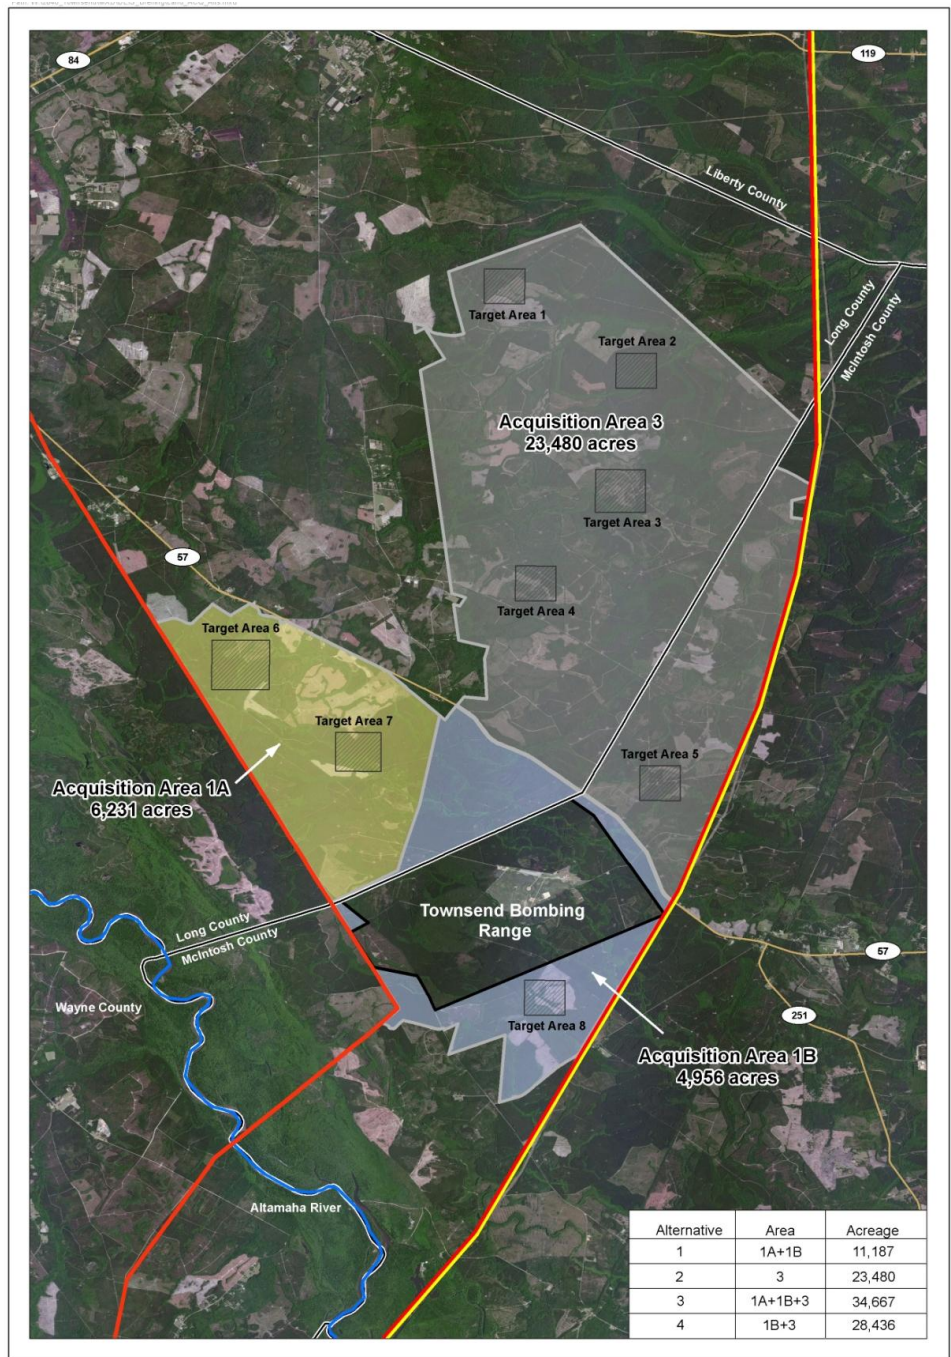 84
119
Liberty County
Long County
McIntosh County
Target Area 1
Target Area 2
Acquisition Area 3
23,480 acres
Target Area 3
57
Target Area 4
Target Area 6
Target Area 7
Target Area 5
Acquisition Area 1A
6,231 acres
Townsend Bombing
Range
Long County
McIntosh County
57
Wayne County
251
Target Area 8
Acquisition Area 1B
4,956 acres
Altamaha River
Alternative Area Acreage
1 1A+1B 11,187
2 3 23,480
3 1A+1B+3 34,667
4 1B+3 28,436